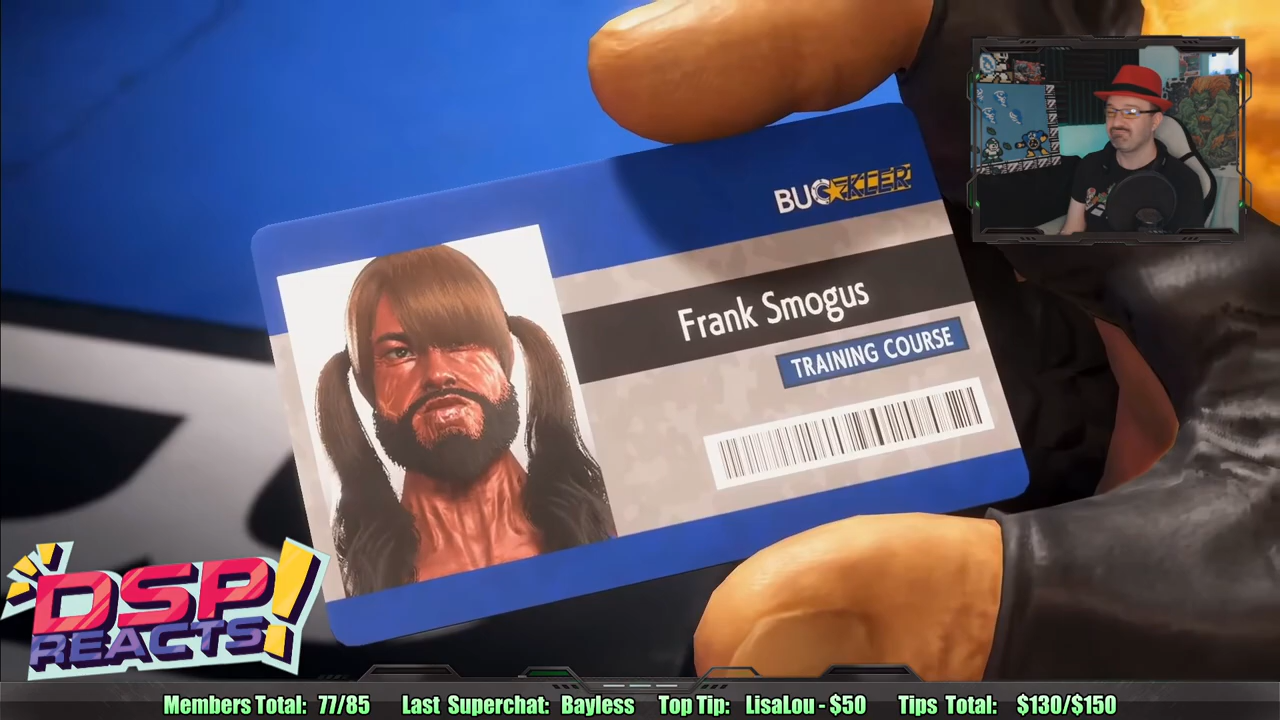 BUCKLER
Frank Smogus
TRAINING COURSE
DSP
REACTS!
Members Total: 77/85 Last Superchat: Bayless Top Tip: LisaLou - $50 Tips Total: $130/$150